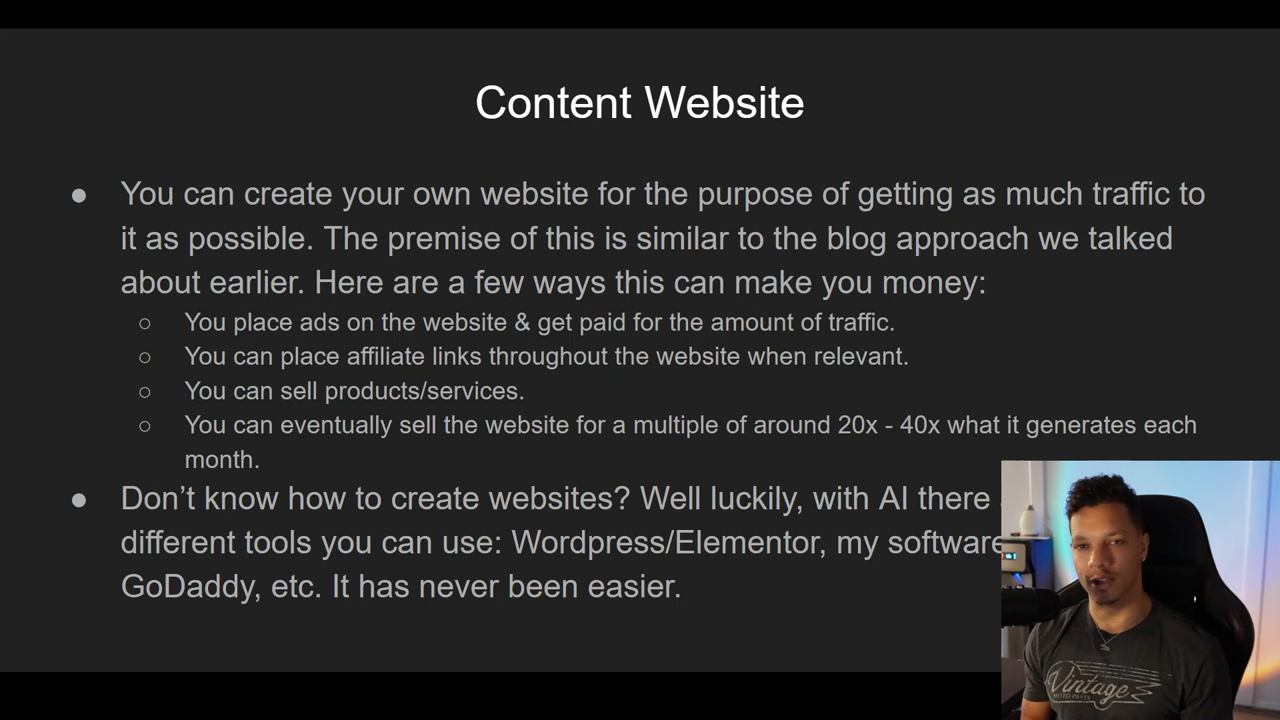 Content Website
● You can create your own website for the purpose of getting as much traffic to
it as possible. The premise of this is similar to the blog approach we talked
about earlier. Here are a few ways this can make you money:
○ You place ads on the website & get paid for the amount of traffic.
○ You can place affiliate links throughout the website when relevant.
○ You can sell products/services.
○ You can eventually sell the website for a multiple of around 20x - 40x what it generates each
month.
● Don’t know how to create websites? Well luckily, with AI there
different tools you can use: Wordpress/Elementor, my software
GoDaddy, etc. It has never been easier.
Vintage
MOTO PARTS